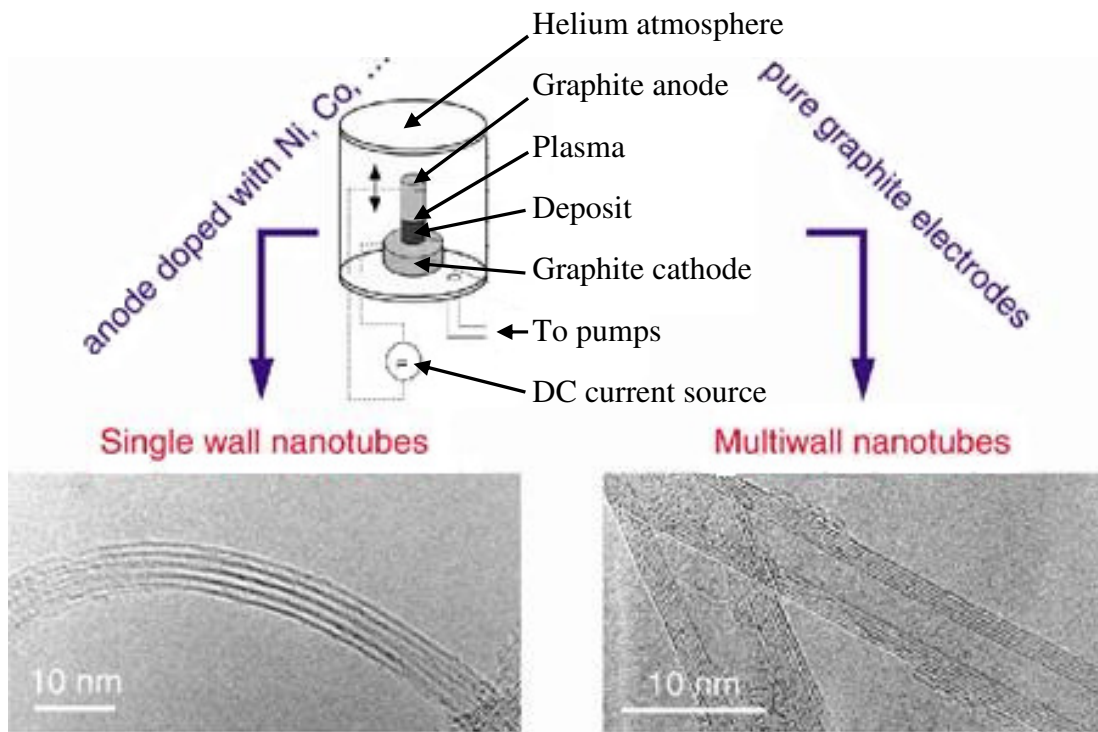 Helium atmosphere
Graphite anode
Plasma
Deposit
Graphite cathode
To pumps
DC current source
=
anode doped with Ni, Co, ...
pure graphite electrodes
Single wall nanotubes
Multiwall nanotubes
10 nm
10 nm